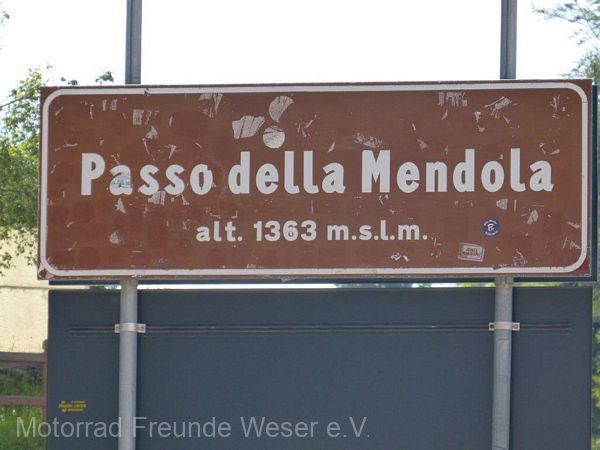 Passo della Mendola
alt. 1363 m.s.l.m.
Motorrad Freunde Weser e.V.